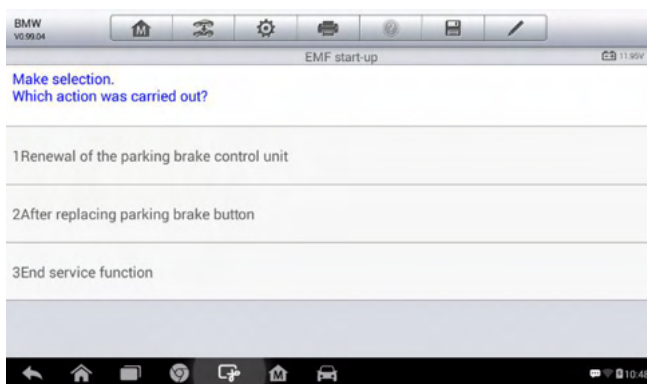 BMW
V0.99.04
EMF start-up
11.95V
Make selection.
Which action was carried out?
1Renewal of the parking brake control unit
2After replacing parking brake button
3End service function
10:48